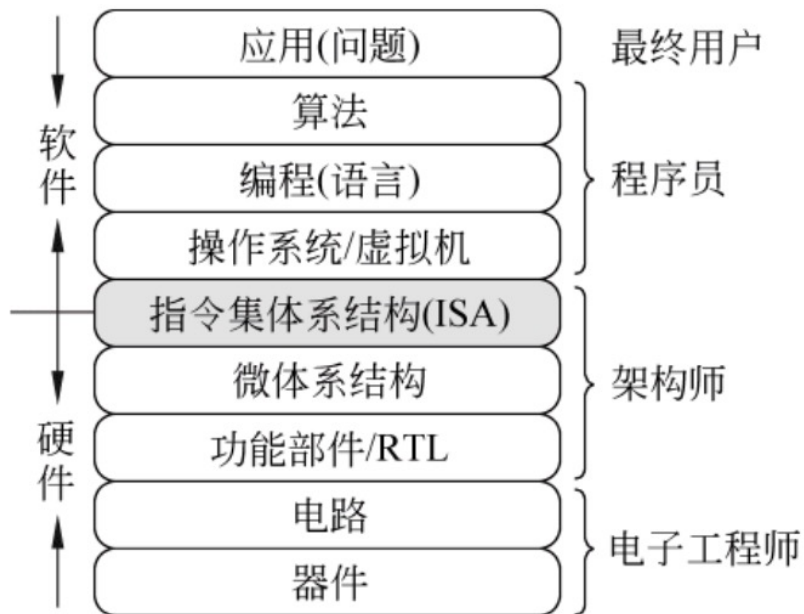 应用(问题)
最终用户
算法
编程(语言)
操作系统/虚拟机
程序员
软件
指令集体系结构(ISA)
微体系结构
功能部件/RTL
架构师
硬件
电路
器件
电子工程师